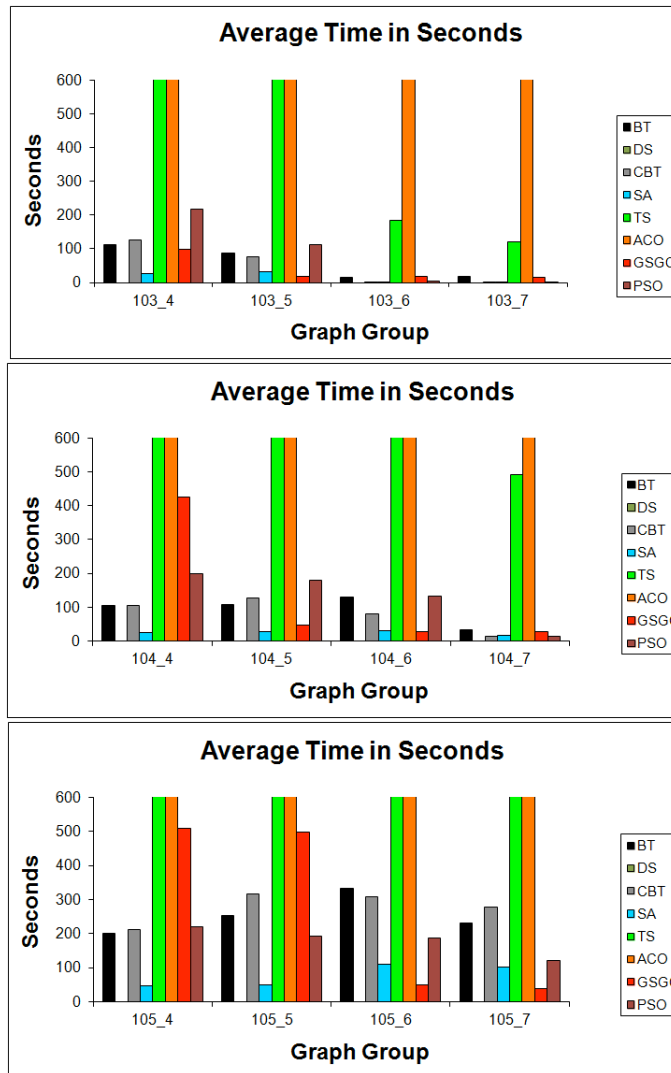 Average Time in Seconds
600
500
400
300
200
100
0
Seconds
103_4
103_5
103_6
103_7
Graph Group
BT
DS
CBT
SA
TS
ACO
GSGC
PSO
Average Time in Seconds
600
500
400
300
200
100
0
Seconds
104_4
104_5
104_6
104_7
Graph Group
BT
DS
CBT
SA
TS
ACO
GSGC
PSO
Average Time in Seconds
600
500
400
300
200
100
0
Seconds
105_4
105_5
105_6
105_7
Graph Group
BT
DS
CBT
SA
TS
ACO
GSGC
PSO